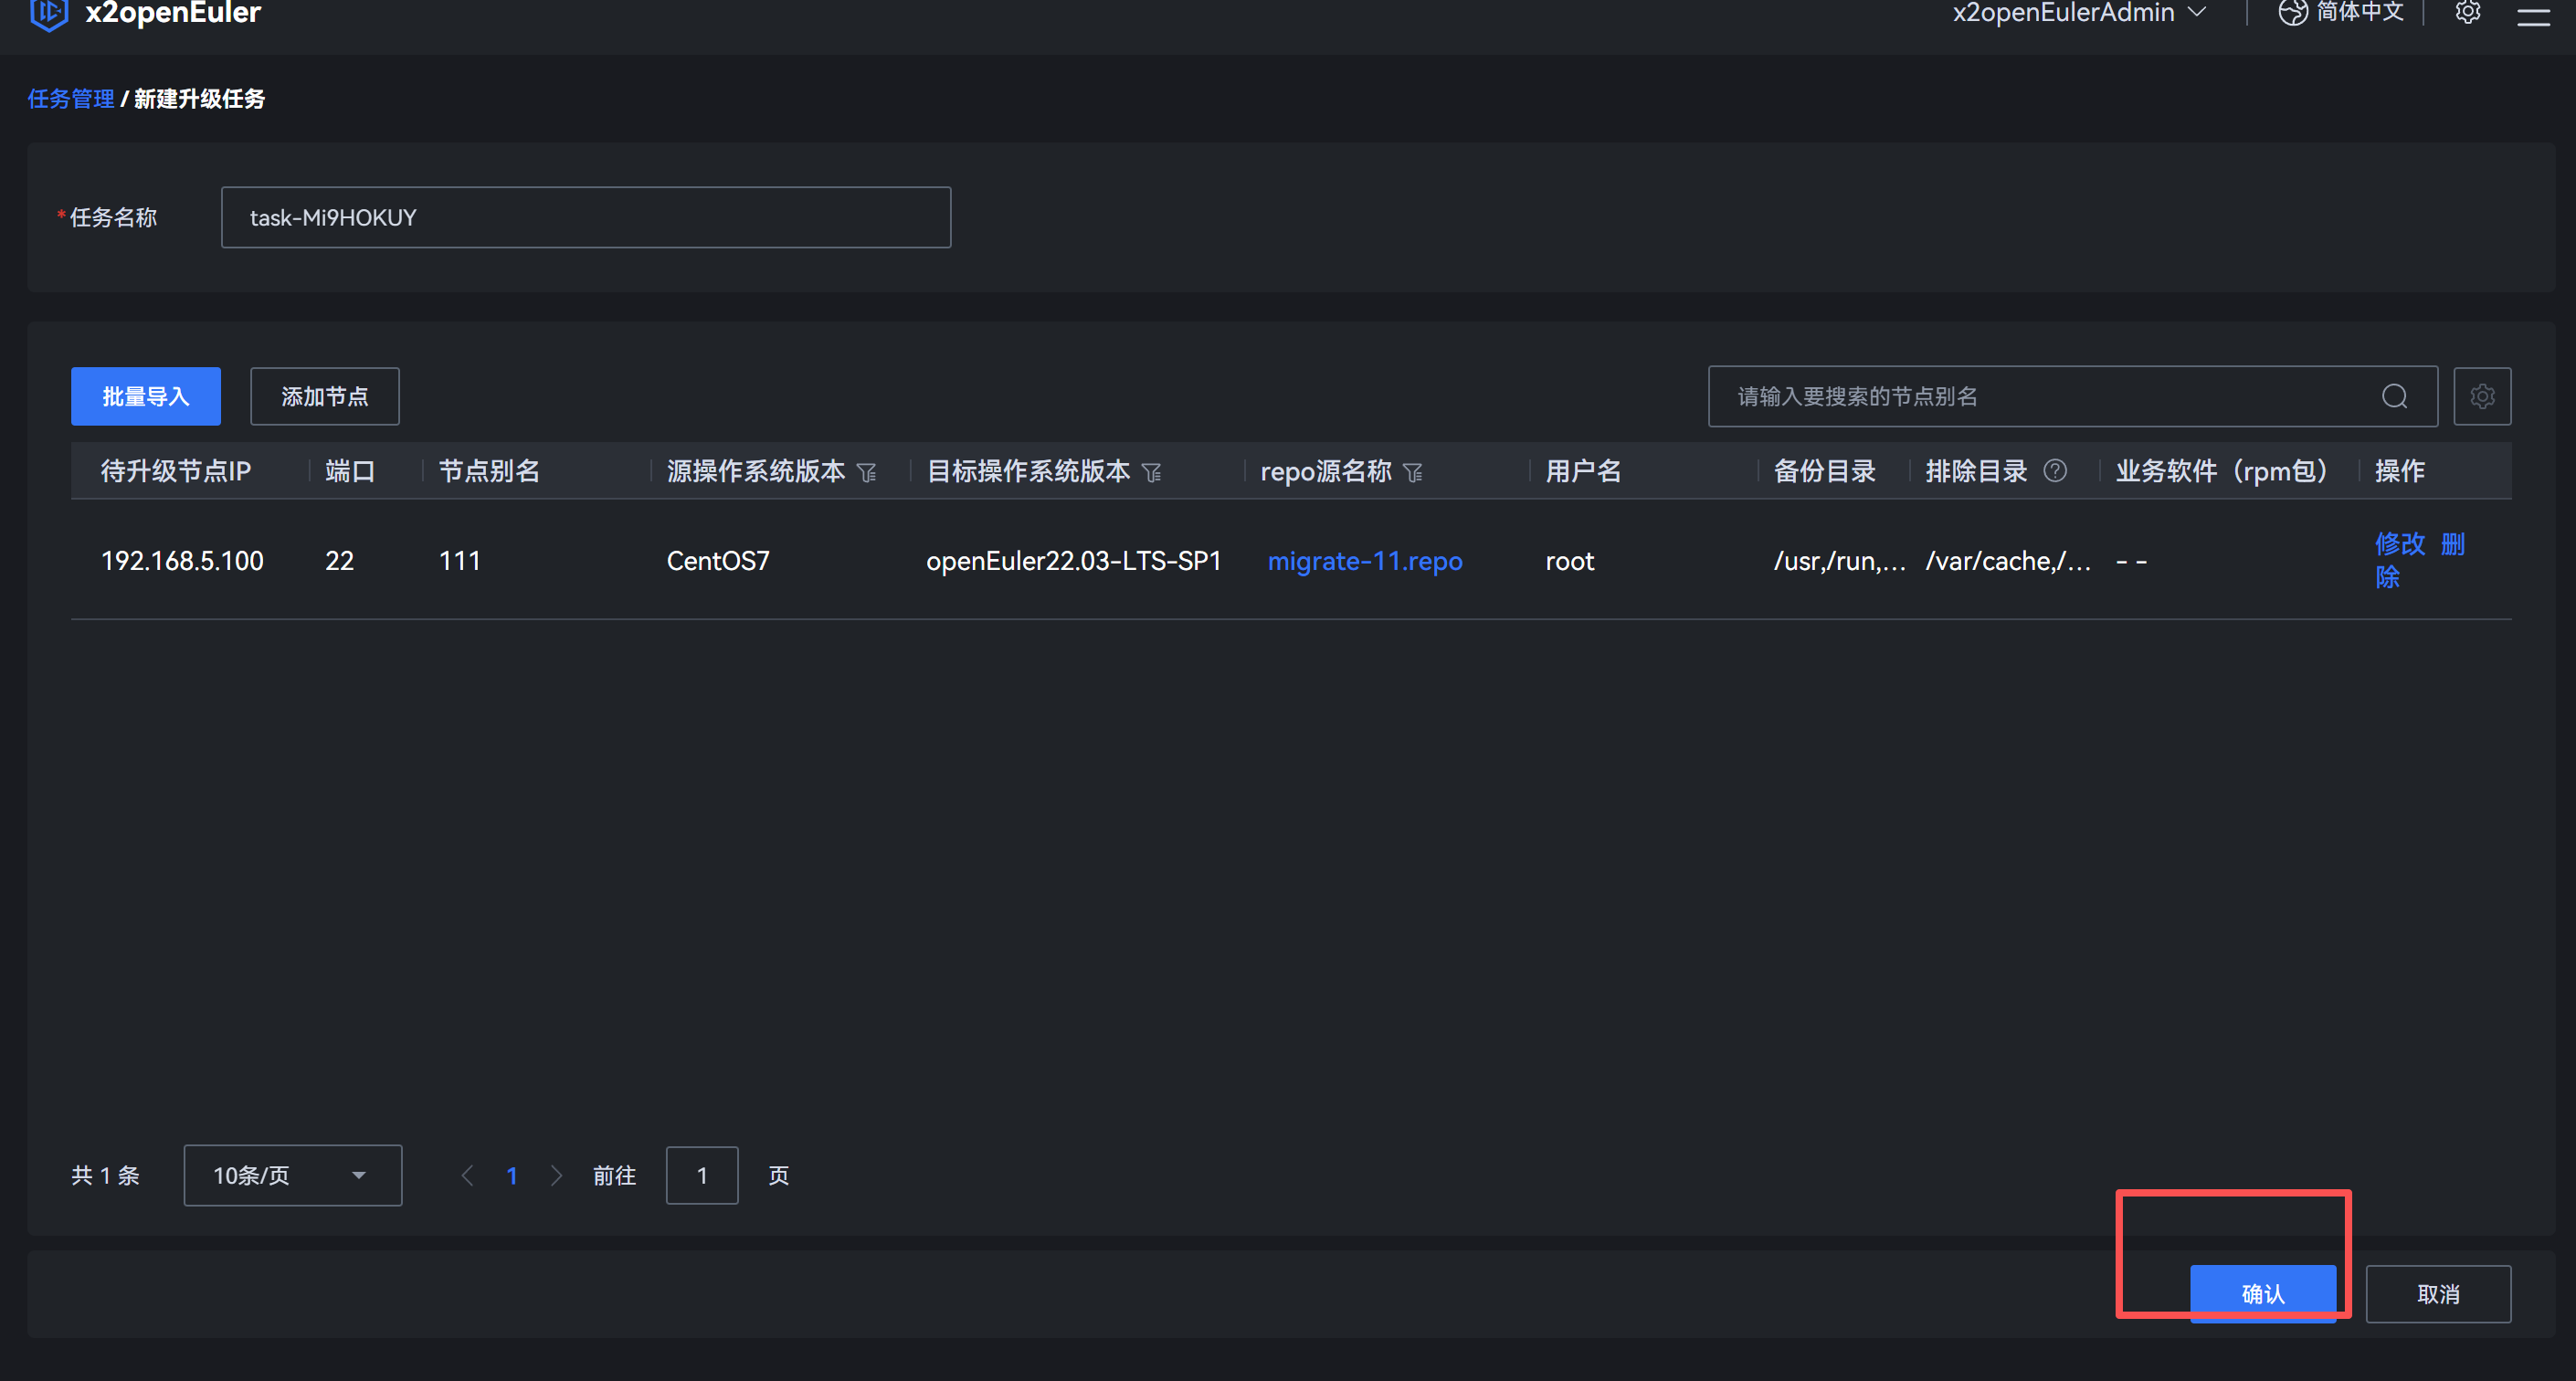 x2openEuler
x2openEulerAdmin
简体中文
任务管理 / 新建升级任务
*任务名称 task-Mi9HOKUY
批量导入 添加节点 请输入要搜索的节点别名
待升级节点IP 端口 节点别名 源操作系统版本 目标操作系统版本 repo源名称 用户名 备份目录 排除目录 ? 业务软件（rpm包） 操作
192.168.5.100 22 111 CentOS7 openEuler22.03-LTS-SP1 migrate-11.repo root /usr,/run,... /var/cache,/... -- 修改 删
除
共 1 条 10条/页 1 前往 1 页
确认 取消